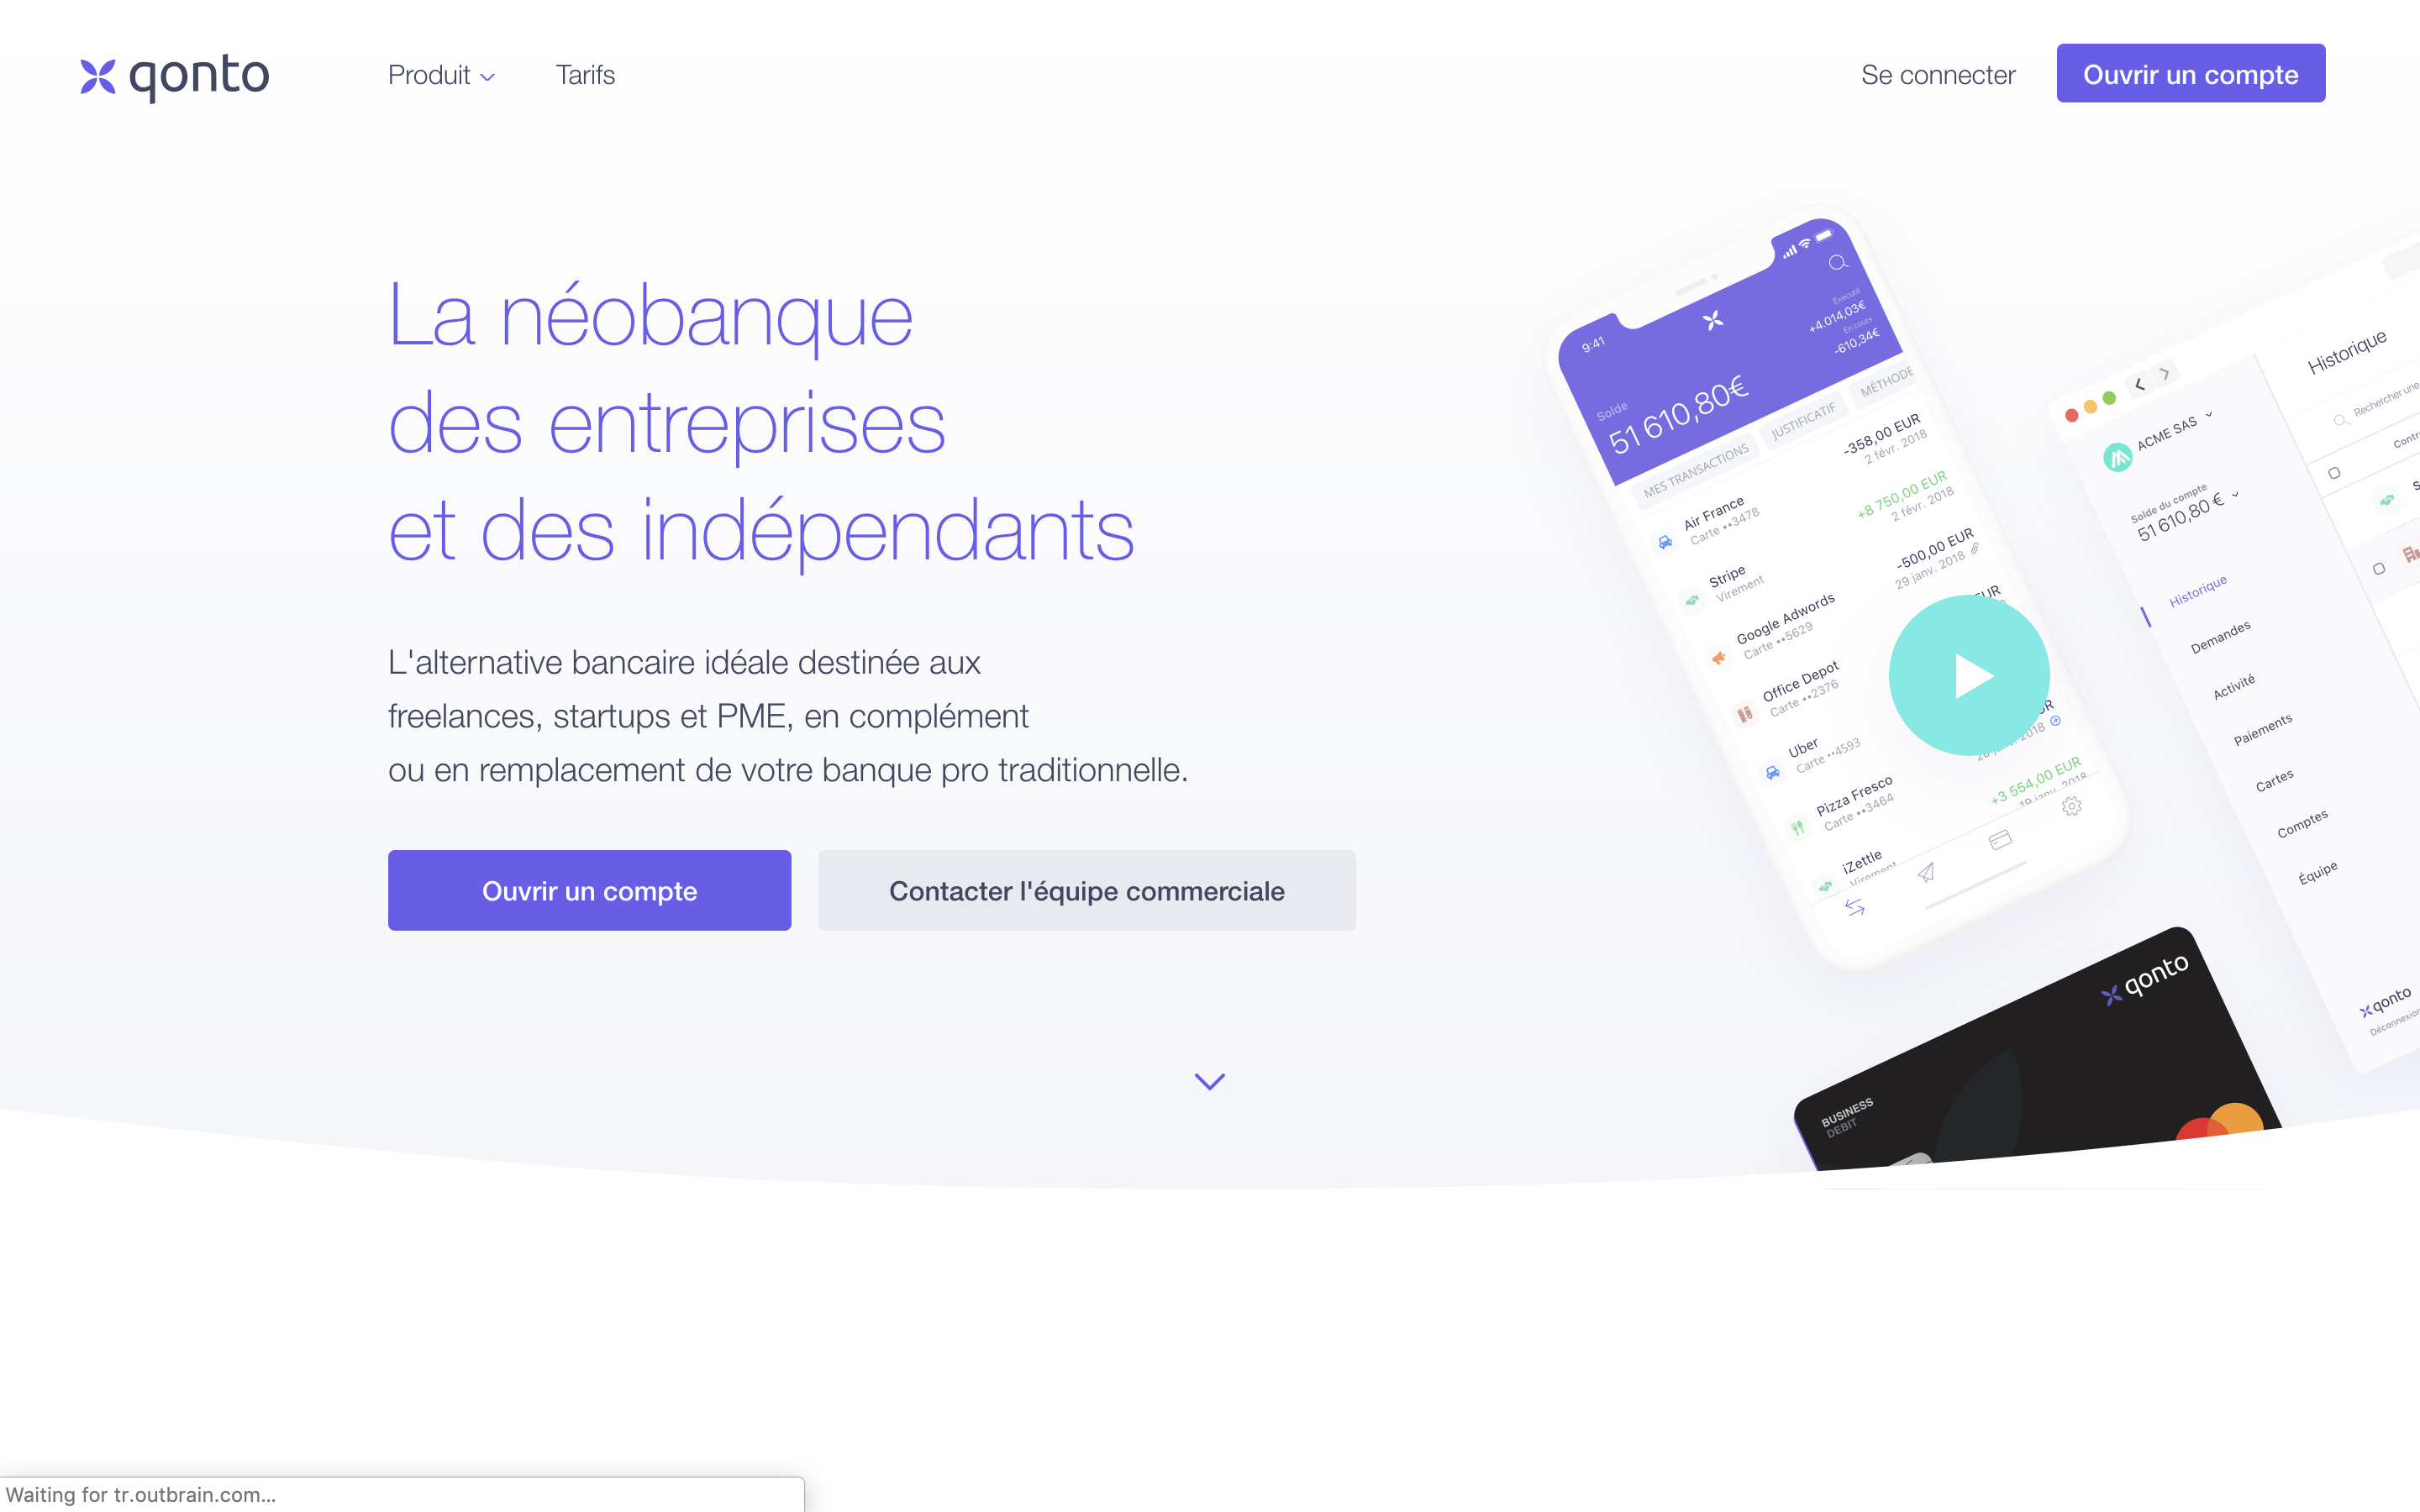 qonto
Produit
Tarifs
Se connecter
Ouvrir un compte
La néobanque
des entreprises
et des indépendants
L'alternative bancaire idéale destinée aux
freelances, startups et PME, en complément
ou en remplacement de votre banque pro traditionnelle.
Ouvrir un compte
Contacter l'équipe commerciale
9:41
Executé
+4.014,03€
En cours
-610,34€
Solde
51 610,80€
MES TRANSACTIONS
JUSTIFICATIF
MÉTHODE
Air France
Carte ••3478
-358,00 EUR
2 févr. 2018
Stripe
Virement
+8 750,00 EUR
2 févr. 2018
Google Adwords
Carte ••5629
-500,00 EUR
29 janv. 2018
Office Depot
Carte ••2376
Uber
Carte ••4593
2018
Pizza Fresco
Carte ••3464
+3 554,00 EUR
19 janv. 2018
iZettle
Virement
Historique
Rechercher une
ACME SAS
Solde du compte
51 610,80 €
Historique
Demandes
Activité
Paiements
Cartes
Comptes
Équipe
qonto
qonto
BUSINESS
DEBIT
Waiting for tr.outbrain.com...